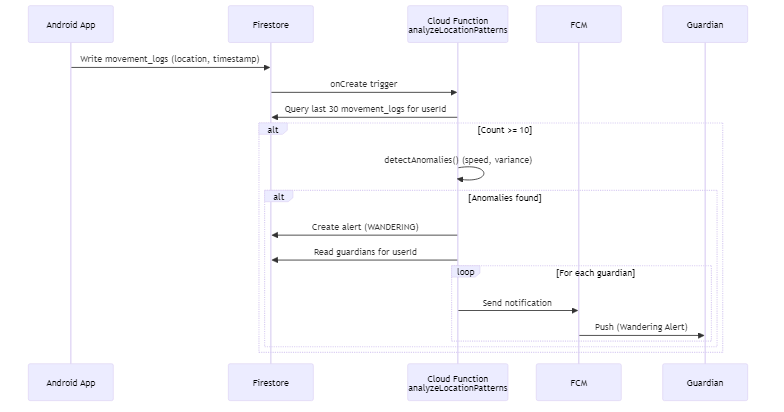 Android App
Firestore
Cloud Function
analyzeLocationPatterns
FCM
Guardian
Write movement_logs (location, timestamp)
onCreate trigger
Query last 30 movement_logs for userId
alt
[Count >= 10]
detectAnomalies() (speed, variance)
alt
[Anomalies found]
Create alert (WANDERING)
Read guardians for userId
loop
[For each guardian]
Send notification
Push (Wandering Alert)
Android App
Firestore
Cloud Function
analyzeLocationPatterns
FCM
Guardian